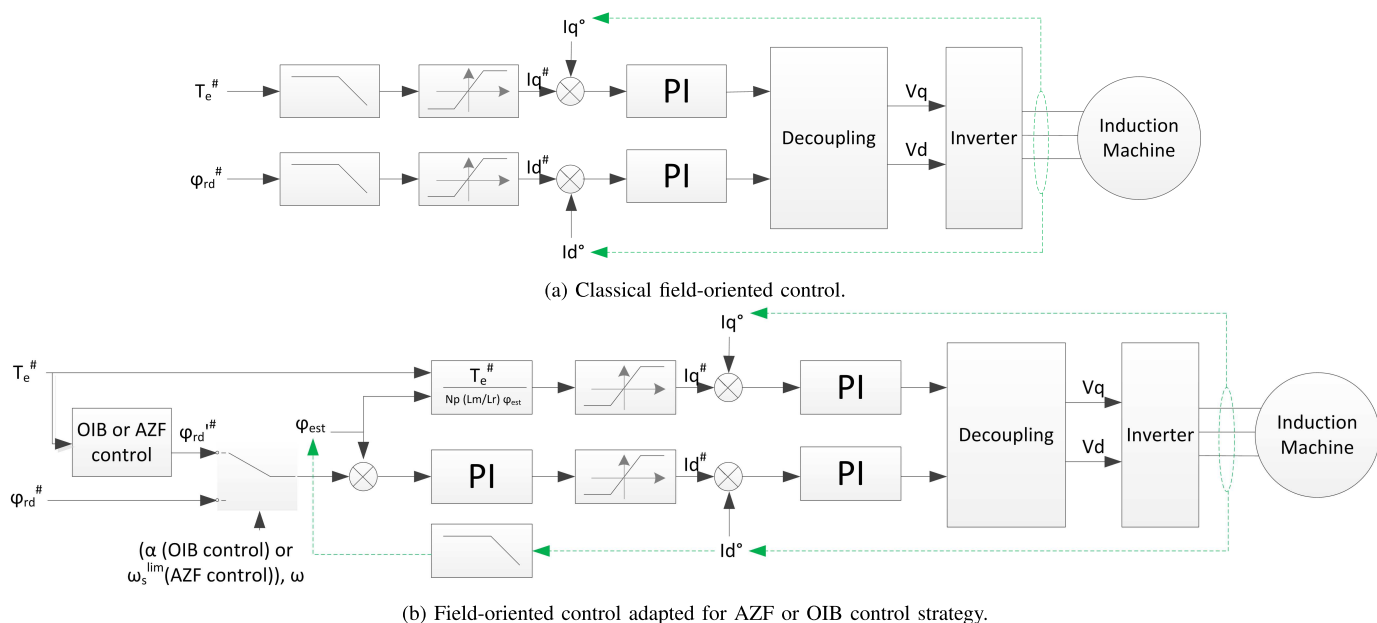 Iq°
Te# Iq# PI Vq
Decoupling Inverter Induction Machine
φrd# Id# PI Vd
Id°
(a) Classical field-oriented control.
Iq°
Te# Te# Iq# PI Vq
Np (Lm/Lr) φest
OIB or AZF control φrd'# φest Decoupling Inverter Induction Machine
φrd# PI Id# PI Vd
(α (OIB control) or
ωs^lim(AZF control)), ω
Id°
(b) Field-oriented control adapted for AZF or OIB control strategy.